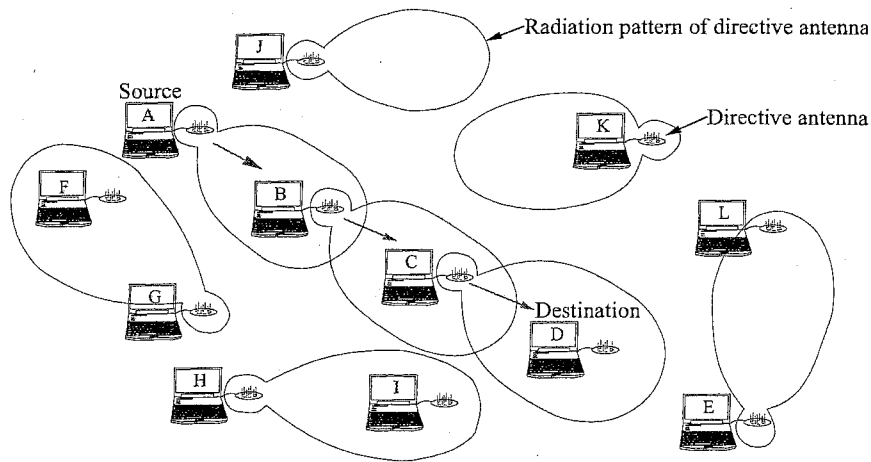 Radiation pattern of directive antenna
J
Source
A
K
Directive antenna
F
B
L
C
G
Destination
D
H
I
E